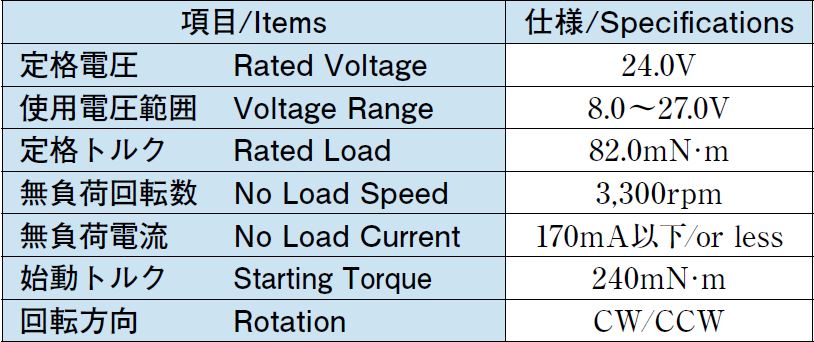 項目/Items 仕様/Specifications
定格電圧 Rated Voltage 24.0V
使用電圧範囲 Voltage Range 8.0〜27.0V
定格トルク Rated Load 82.0mN·m
無負荷回転数 No Load Speed 3,300rpm
無負荷電流 No Load Current 170mA以下/or less
始動トルク Starting Torque 240mN·m
回転方向 Rotation CW/CCW